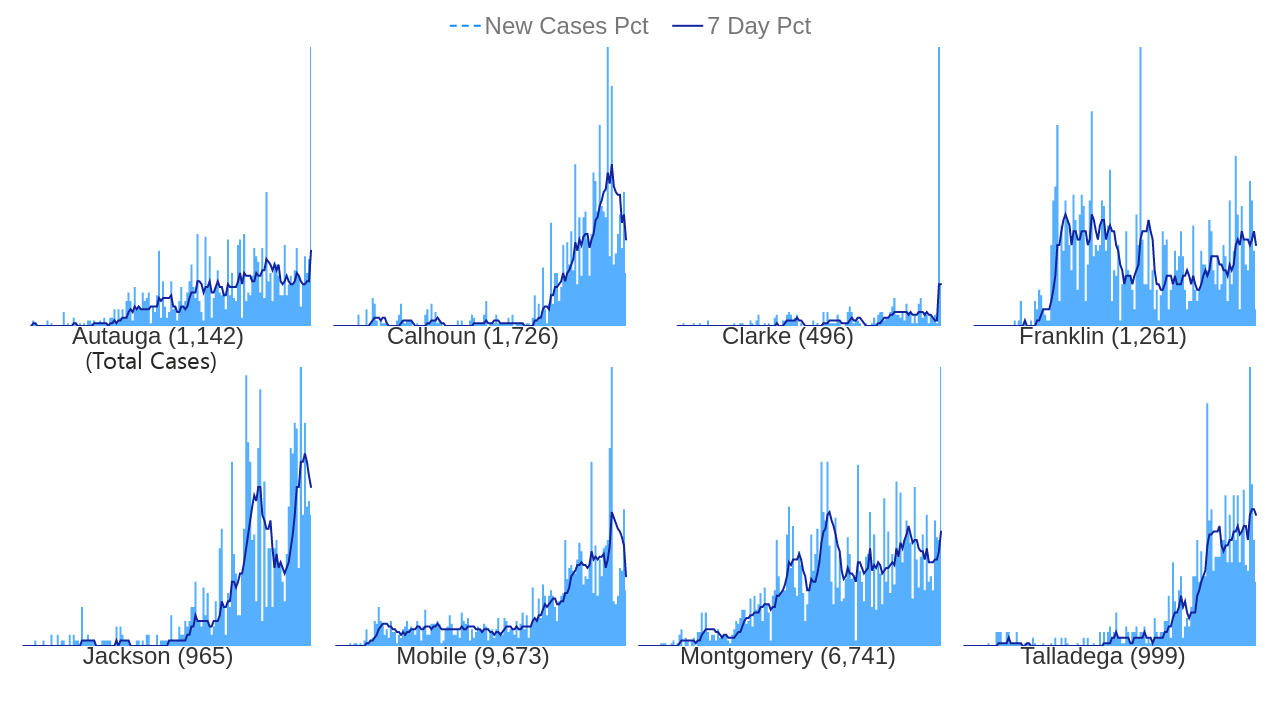 New Cases Pct 7 Day Pct
Autauga (1,142) Calhoun (1,726) Clarke (496) Franklin (1,261)
(Total Cases)
Jackson (965) Mobile (9,673) Montgomery (6,741) Talladega (999)